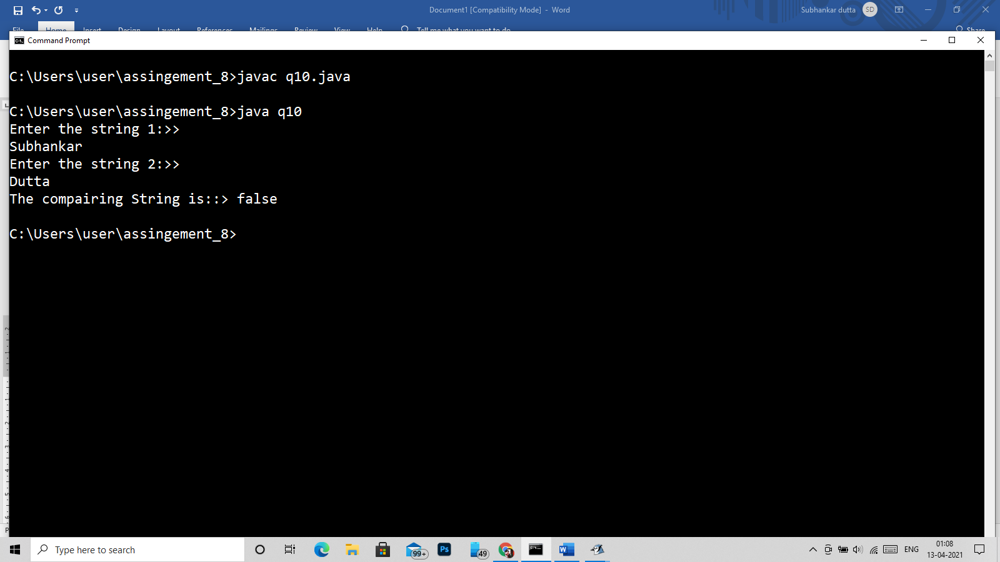 Document1 [Compatibility Mode] - Word
Subhankar dutta
SD
File Home Insert Design Layout References Mailings Review View Help Tell me what you want to do Share
Command Prompt
C:\Users\user\assingement_8>javac q10.java
C:\Users\user\assingement_8>java q10
Enter the string 1:>>
Subhankar
Enter the string 2:>>
Dutta
The compairing String is::> false
C:\Users\user\assingement_8>
Type here to search
99+
Ps
49
ENG
01:08
13-04-2021